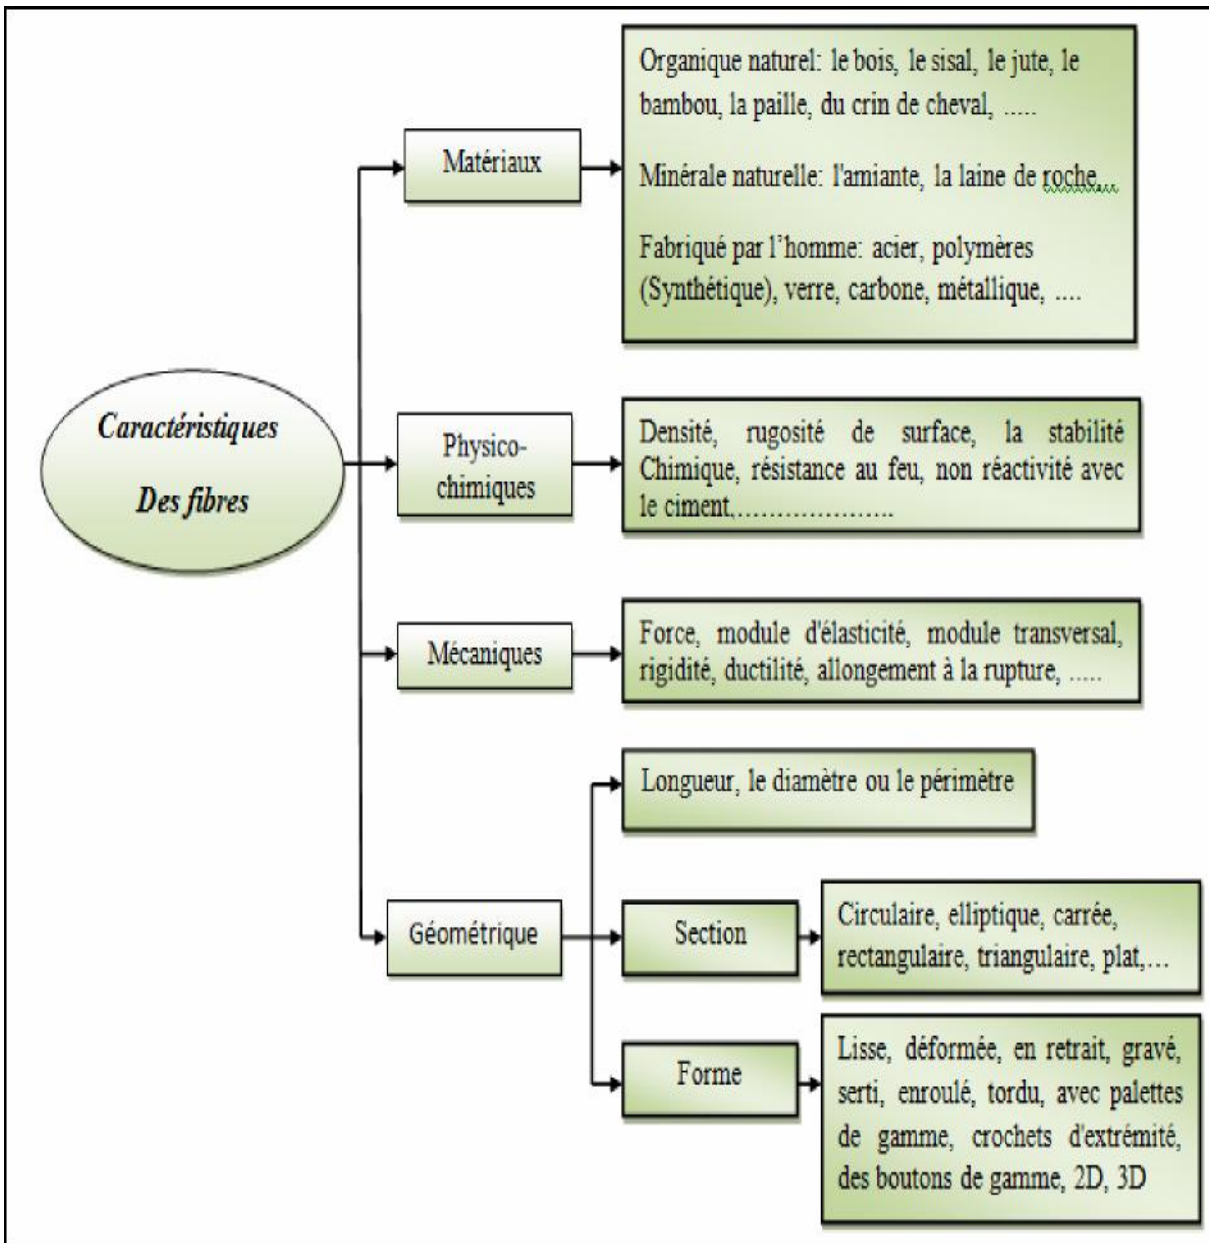 Organique naturel: le bois, le sisal, le jute, le
bambou, la paille, du crin de cheval, .....
Matériaux
Minérale naturelle: l'amiante, la laine de roche,..
Fabriqué par l'homme: acier, polymères
(Synthétique), verre, carbone, métallique, ....
Caractéristiques
Des fibres
Physico-
chimiques
Densité, rugosité de surface, la stabilité
Chimique, résistance au feu, non réactivité avec
le ciment,.....................
Mécaniques
Force, module d'élasticité, module transversal,
rigidité, ductilité, allongement à la rupture, .....
Géométrique
Longueur, le diamètre ou le périmètre
Section
Circulaire, elliptique, carrée,
rectangulaire, triangulaire, plat,...
Forme
Lisse, déformée, en retrait, gravé,
serti, enroulé, tordu, avec palettes
de gamme, crochets d'extrémité,
des boutons de gamme, 2D, 3D